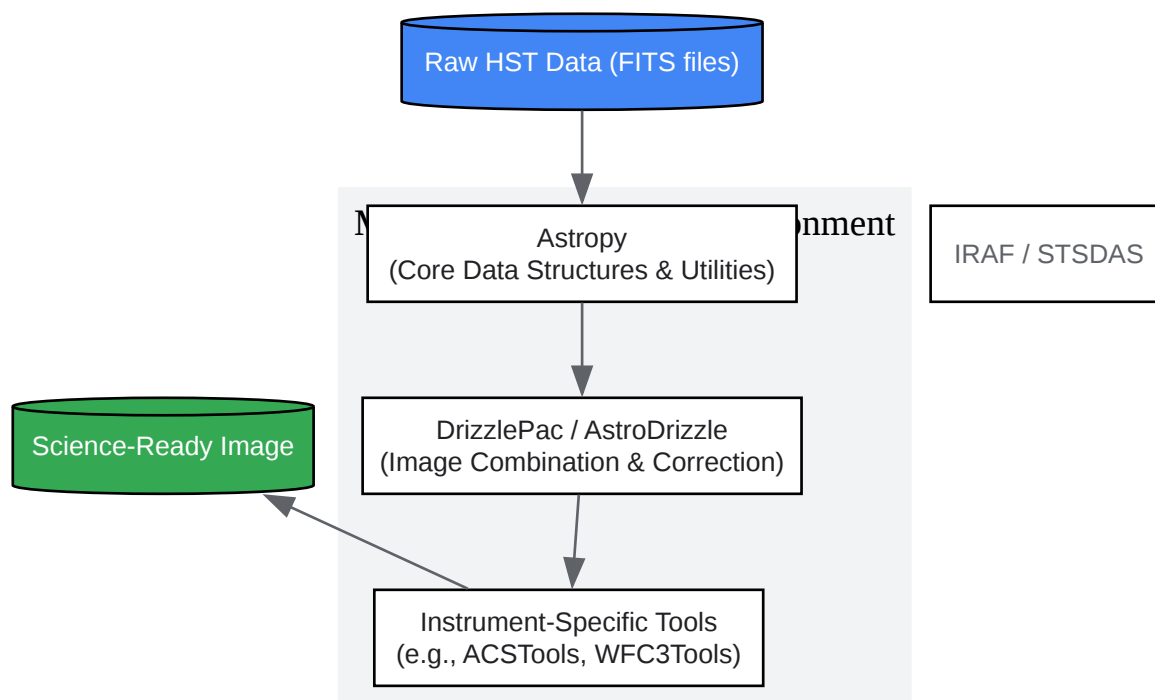 Raw HST Data (FITS files)
onment
Astropy
(Core Data Structures & Utilities)
IRAF / STSDAS
DrizzlePac / AstroDrizzle
(Image Combination & Correction)
Science-Ready Image
Instrument-Specific Tools
(e.g., ACSTools, WFC3Tools)